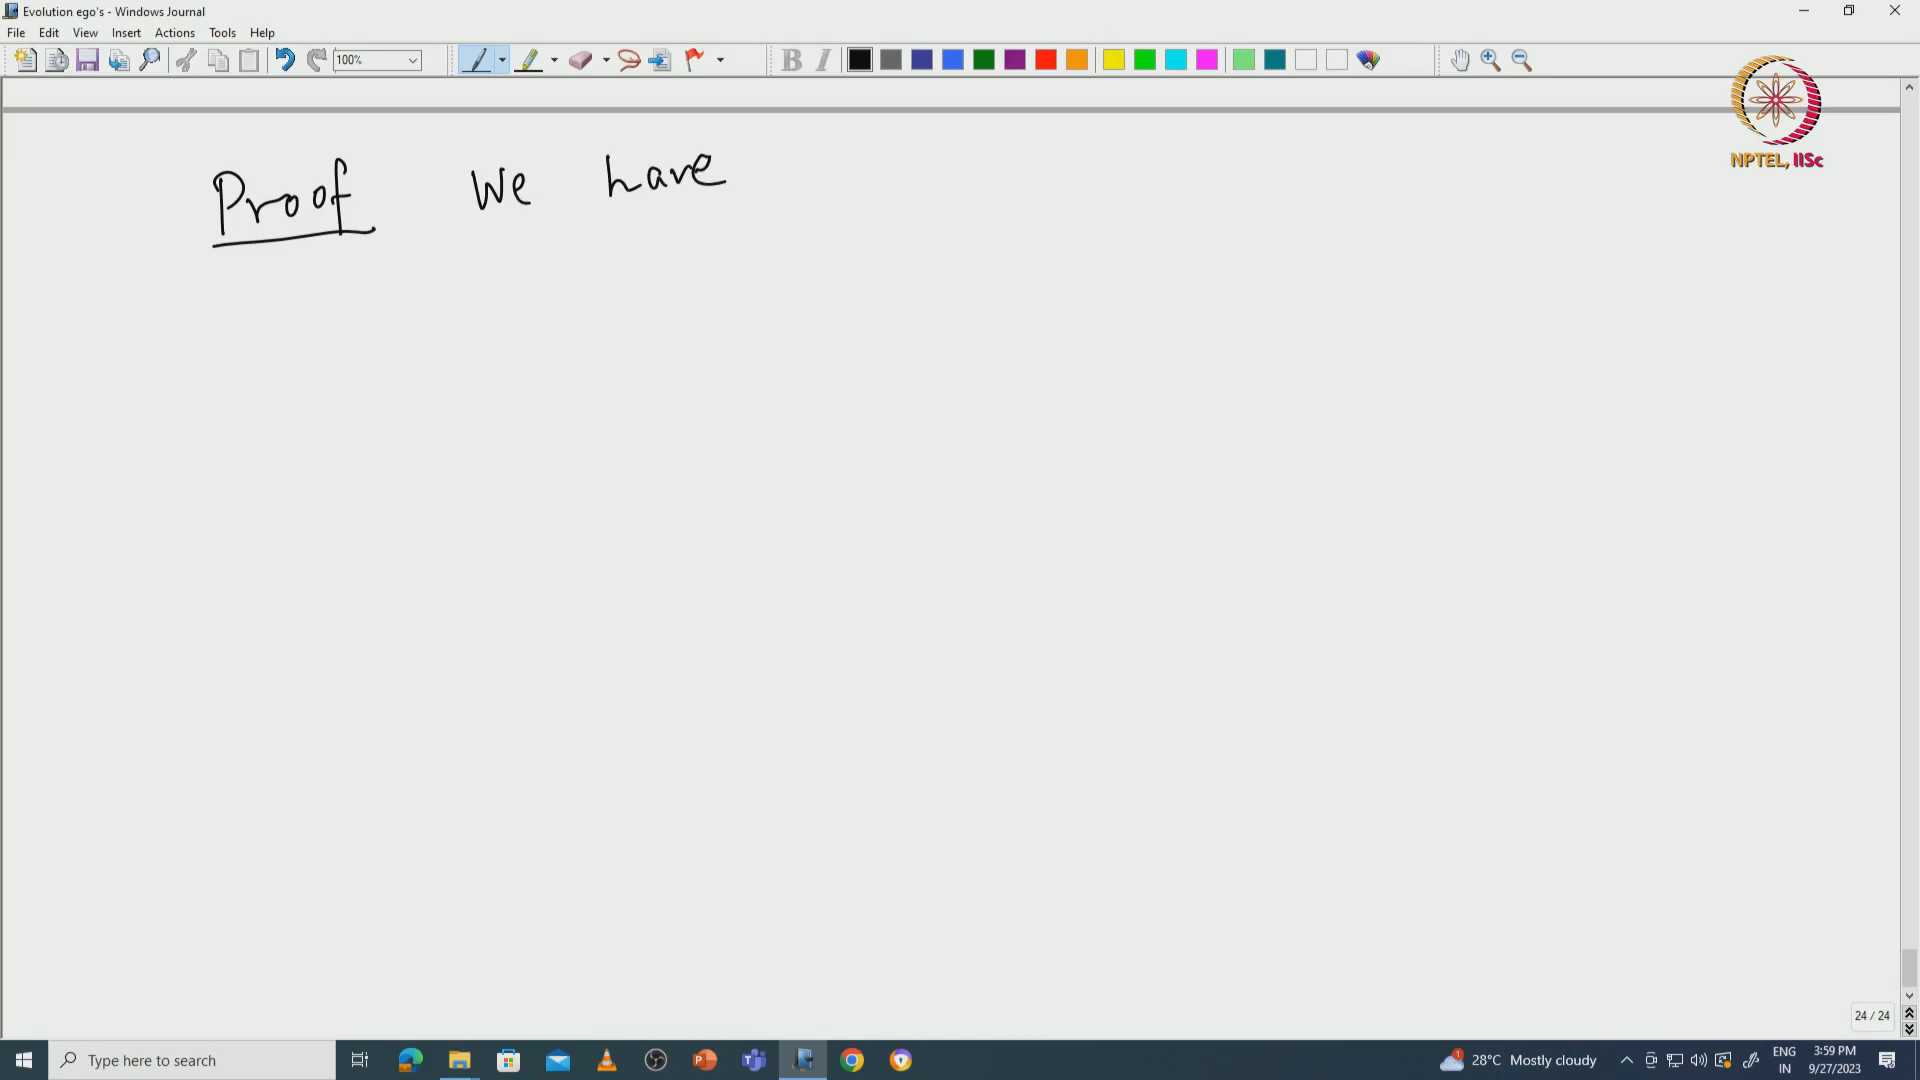 Evolution eqo's - Windows Journal
File Edit View Insert Actions Tools Help
100%
B I
NPTEL, IISc
Proof We have
24 / 24
Type here to search
28°C Mostly cloudy
ENG
IN
3:59 PM
9/27/2023